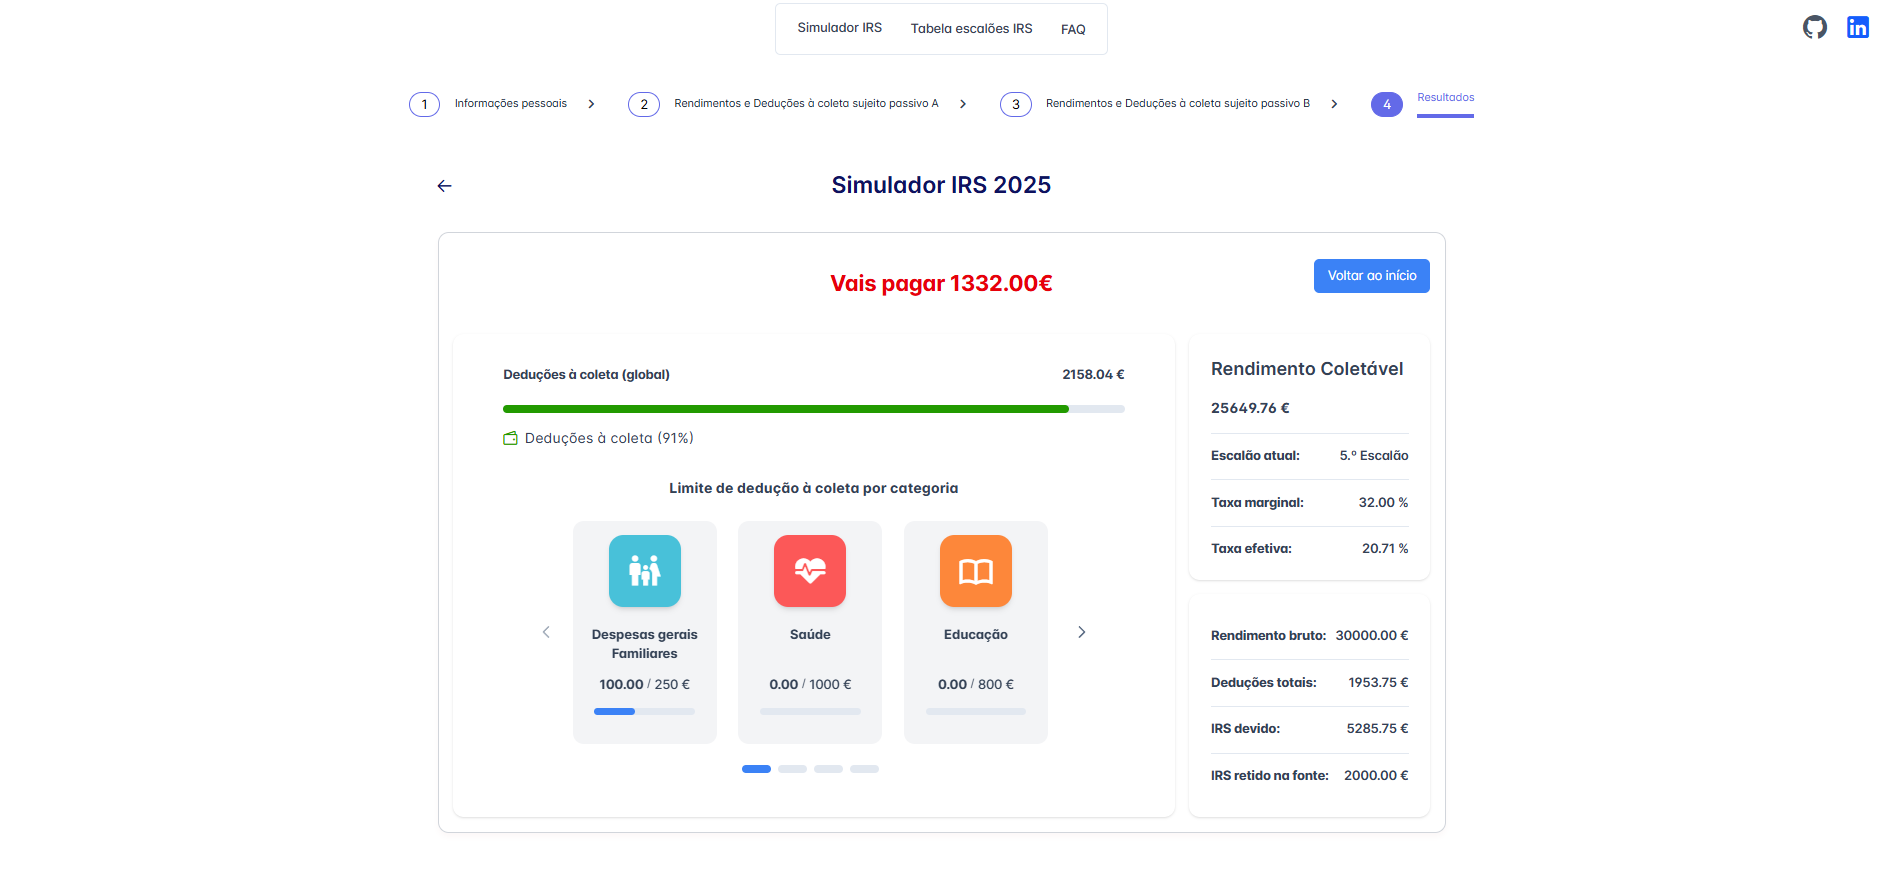 Simulador IRS
Tabela escalões IRS
FAQ
1 Informações pessoais
2 Rendimentos e Deduções à coleta sujeito passivo A
3 Rendimentos e Deduções à coleta sujeito passivo B
4 Resultados
Simulador IRS 2025
Vais pagar 1332.00€
Voltar ao início
Deduções à coleta (global) 2158.04 €
Deduções à coleta (91%)
Limite de dedução à coleta por categoria
Despesas gerais
Familiares
100.00 / 250 €
Saúde
0.00 / 1000 €
Educação
0.00 / 800 €
Rendimento Coletável
25649.76 €
Escalão atual: 5.º Escalão
Taxa marginal: 32.00 %
Taxa efetiva: 20.71 %
Rendimento bruto: 30000.00 €
Deduções totais: 1953.75 €
IRS devido: 5285.75 €
IRS retido na fonte: 2000.00 €